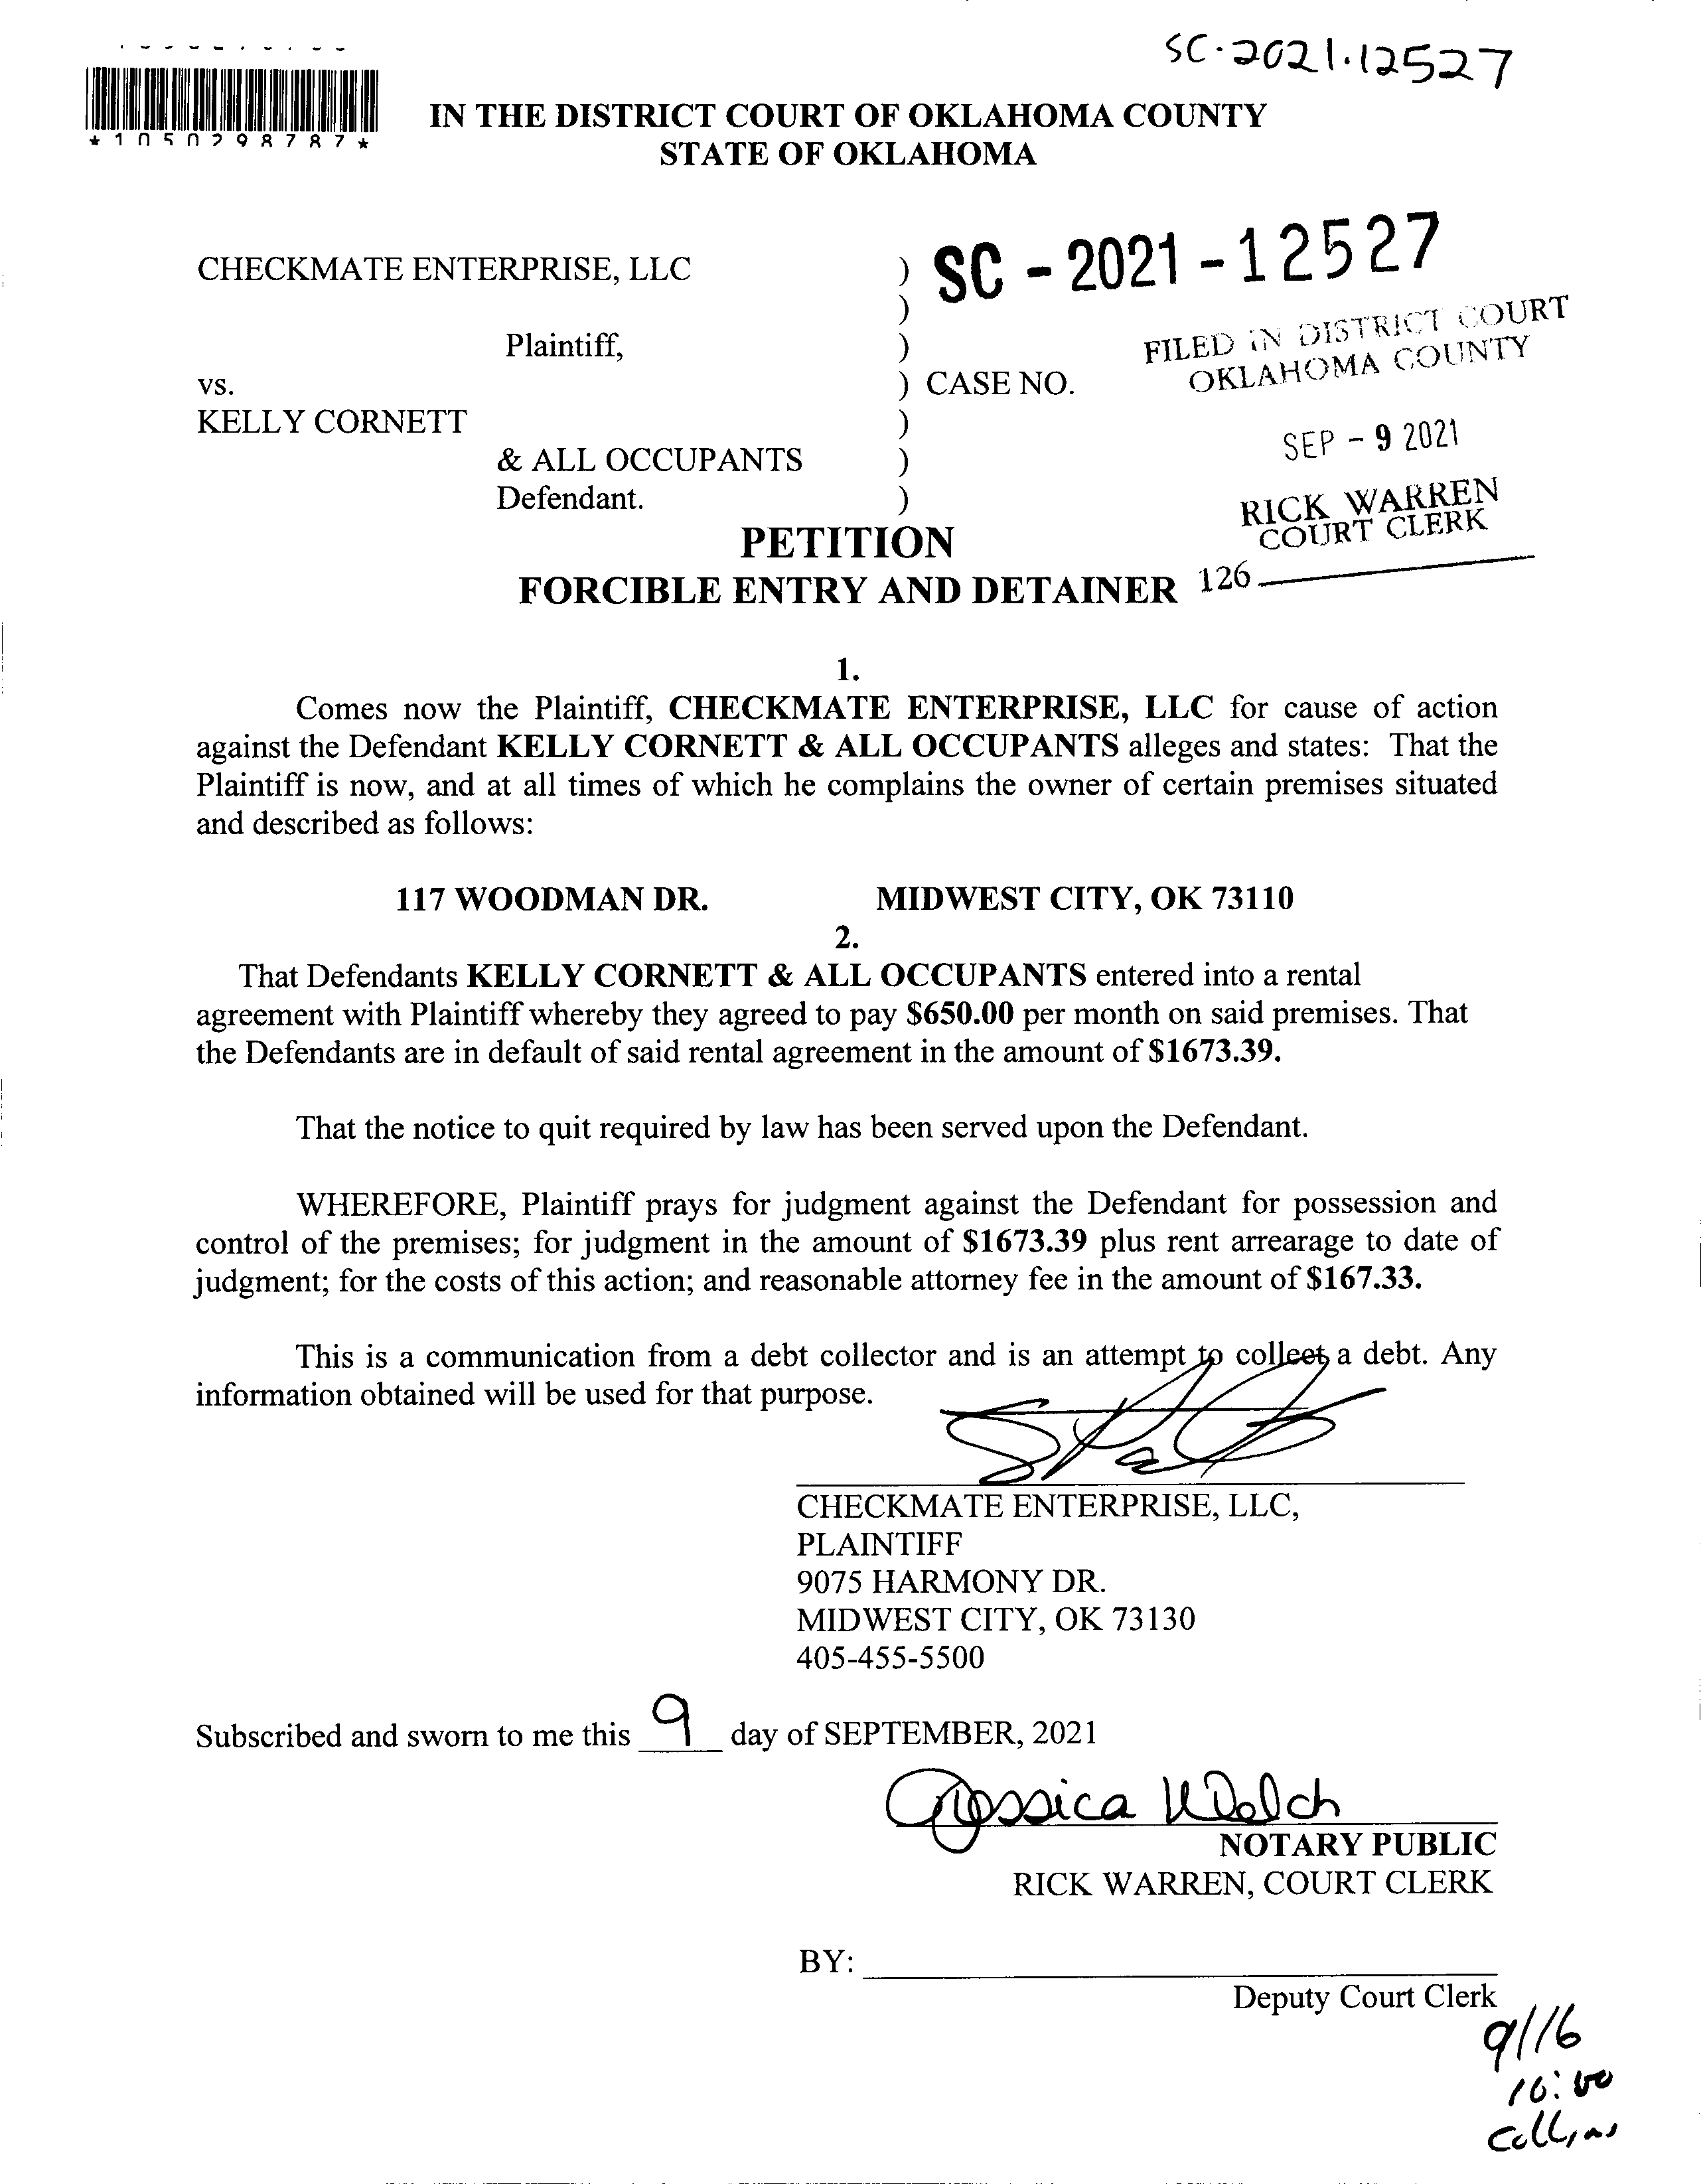 SC-2021-12527
*1050298787*
IN THE DISTRICT COURT OF OKLAHOMA COUNTY
STATE OF OKLAHOMA
CHECKMATE ENTERPRISE, LLC ) SC - 2021 - 12527
)
Plaintiff, ) FILED IN DISTRICT COURT
OKLAHOMA COUNTY
vs. ) CASE NO.
KELLY CORNETT )
& ALL OCCUPANTS ) SEP - 9 2021
Defendant. )
RICK WARREN
COURT CLERK
PETITION
FORCIBLE ENTRY AND DETAINER 126
1.
Comes now the Plaintiff, CHECKMATE ENTERPRISE, LLC for cause of action
against the Defendant KELLY CORNETT & ALL OCCUPANTS alleges and states: That the
Plaintiff is now, and at all times of which he complains the owner of certain premises situated
and described as follows:
117 WOODMAN DR. MIDWEST CITY, OK 73110
2.
That Defendants KELLY CORNETT & ALL OCCUPANTS entered into a rental
agreement with Plaintiff whereby they agreed to pay $650.00 per month on said premises. That
the Defendants are in default of said rental agreement in the amount of $1673.39.
That the notice to quit required by law has been served upon the Defendant.
WHEREFORE, Plaintiff prays for judgment against the Defendant for possession and
control of the premises; for judgment in the amount of $1673.39 plus rent arrearage to date of
judgment; for the costs of this action; and reasonable attorney fee in the amount of $167.33.
This is a communication from a debt collector and is an attempt to collect a debt. Any
information obtained will be used for that purpose.
CHECKMATE ENTERPRISE, LLC,
PLAINTIFF
9075 HARMONY DR.
MIDWEST CITY, OK 73130
405-455-5500
Subscribed and sworn to me this 9 day of SEPTEMBER, 2021
Jessica Welch
NOTARY PUBLIC
RICK WARREN, COURT CLERK
BY:
Deputy Court Clerk
9/16
10:00
Collins